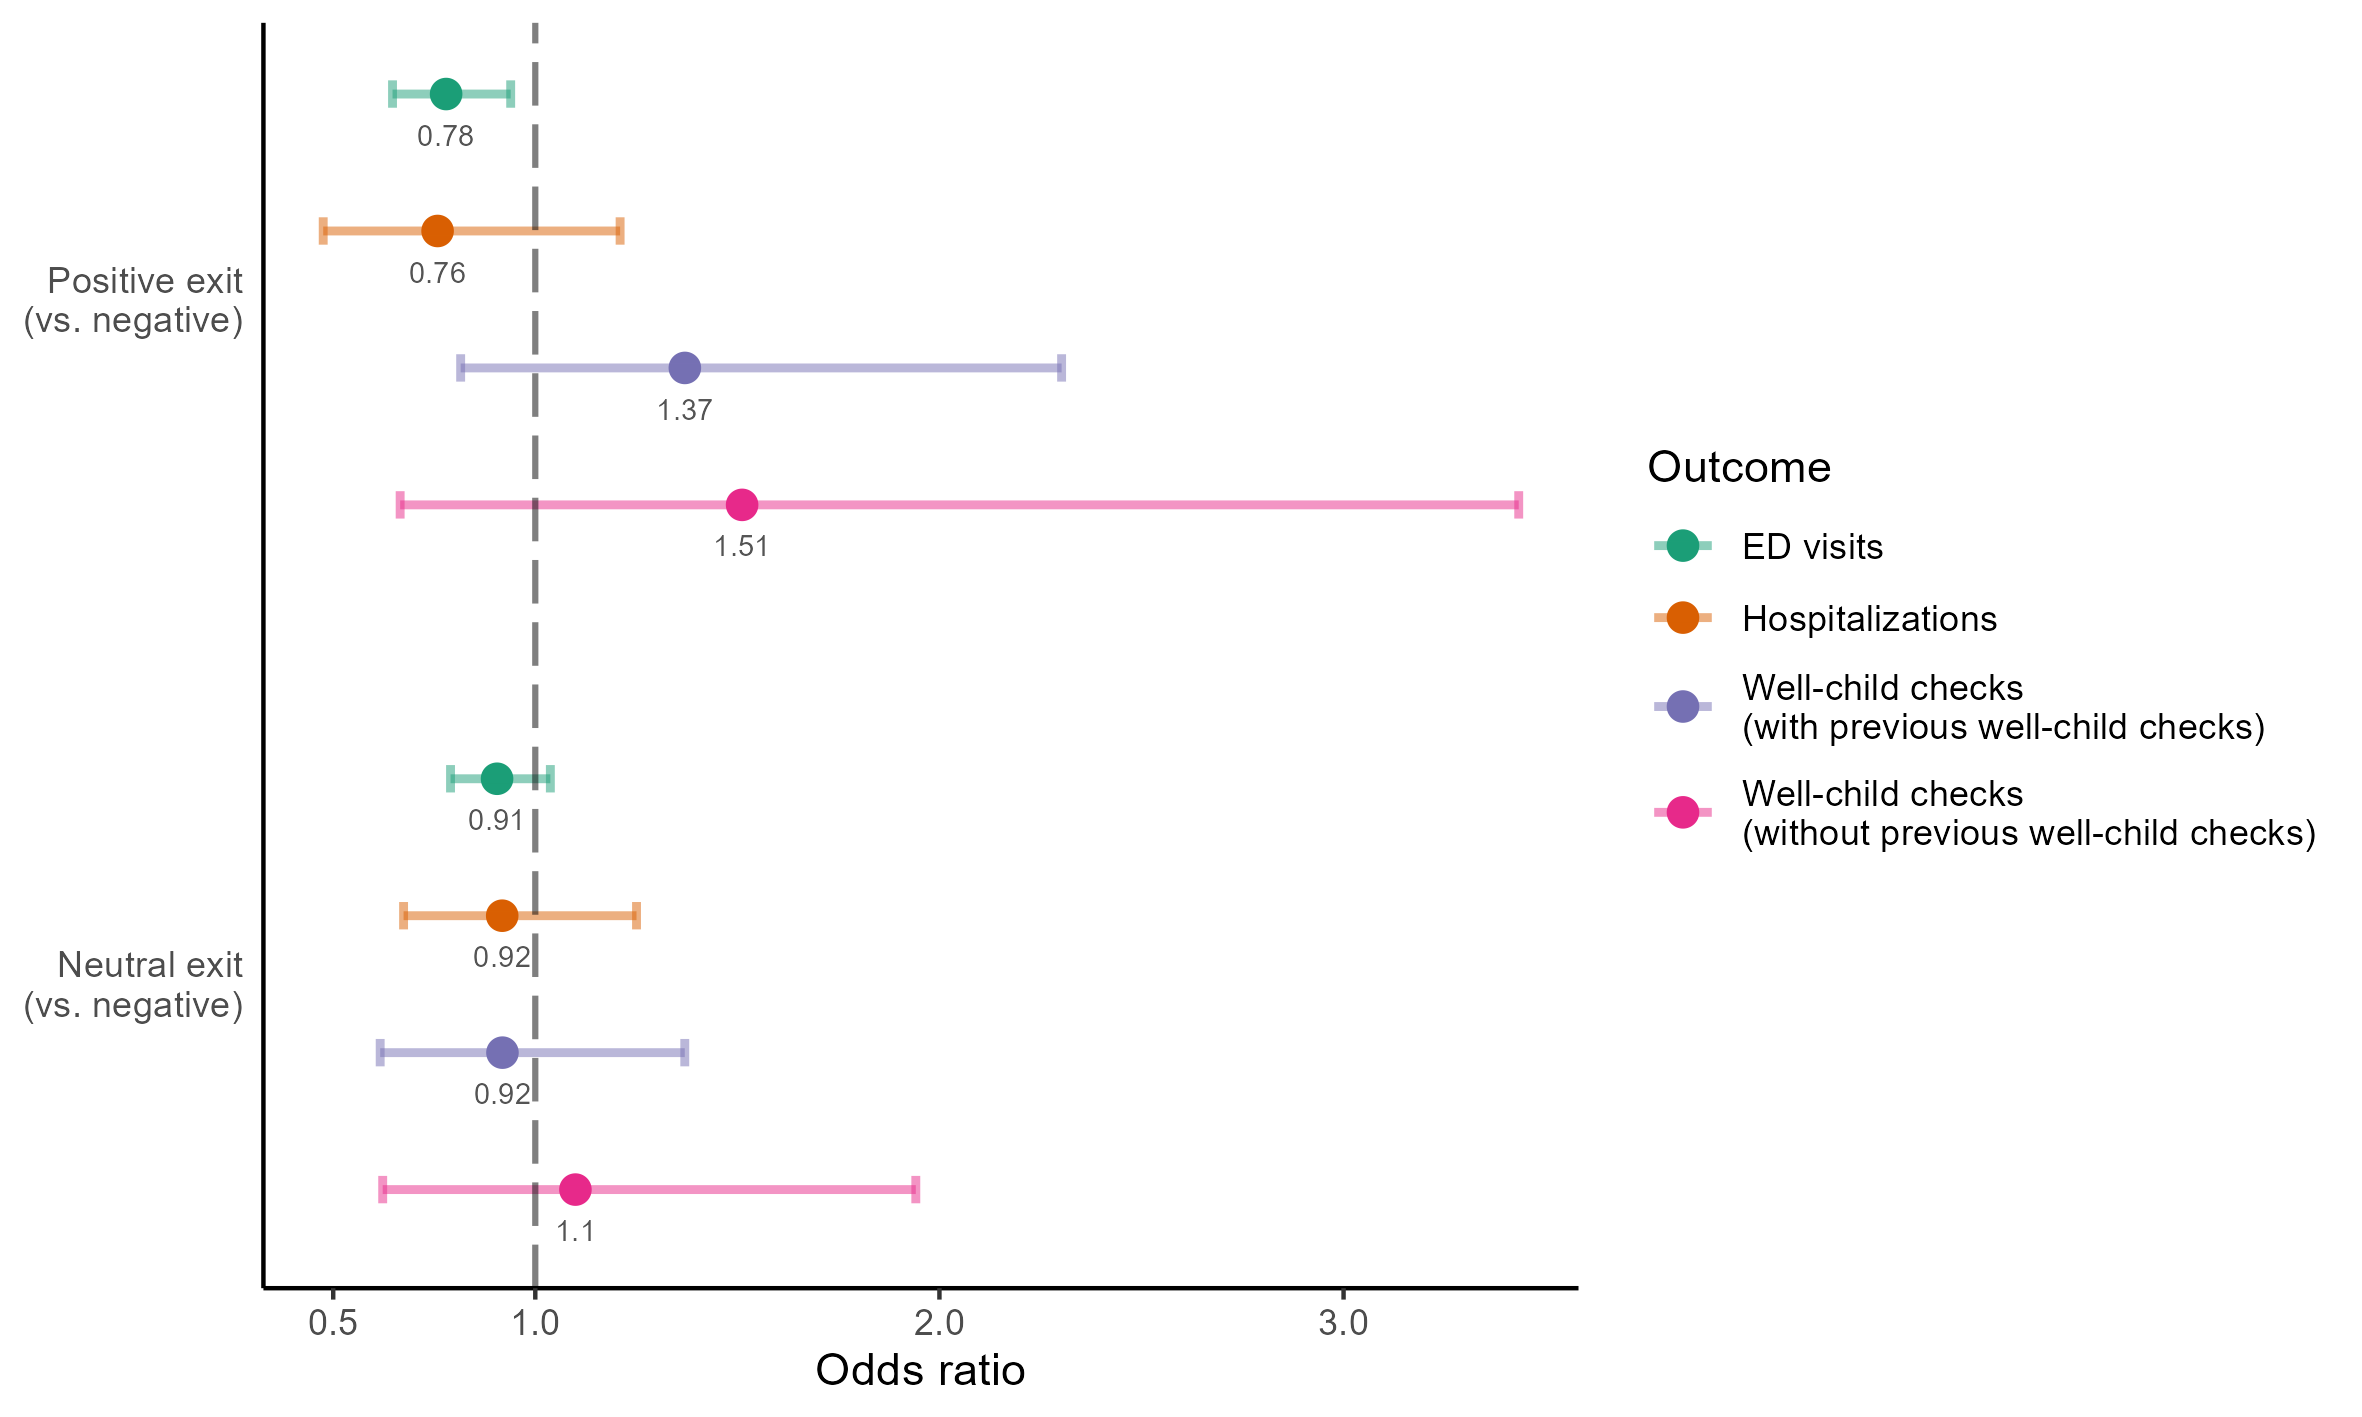 0.78
0.76
Positive exit
(vs. negative)
1.37
1.51
0.91
0.92
Neutral exit
(vs. negative)
0.92
1.1
0.5
1.0
2.0
3.0
Odds ratio
Outcome
ED visits
Hospitalizations
Well-child checks
(with previous well-child checks)
Well-child checks
(without previous well-child checks)